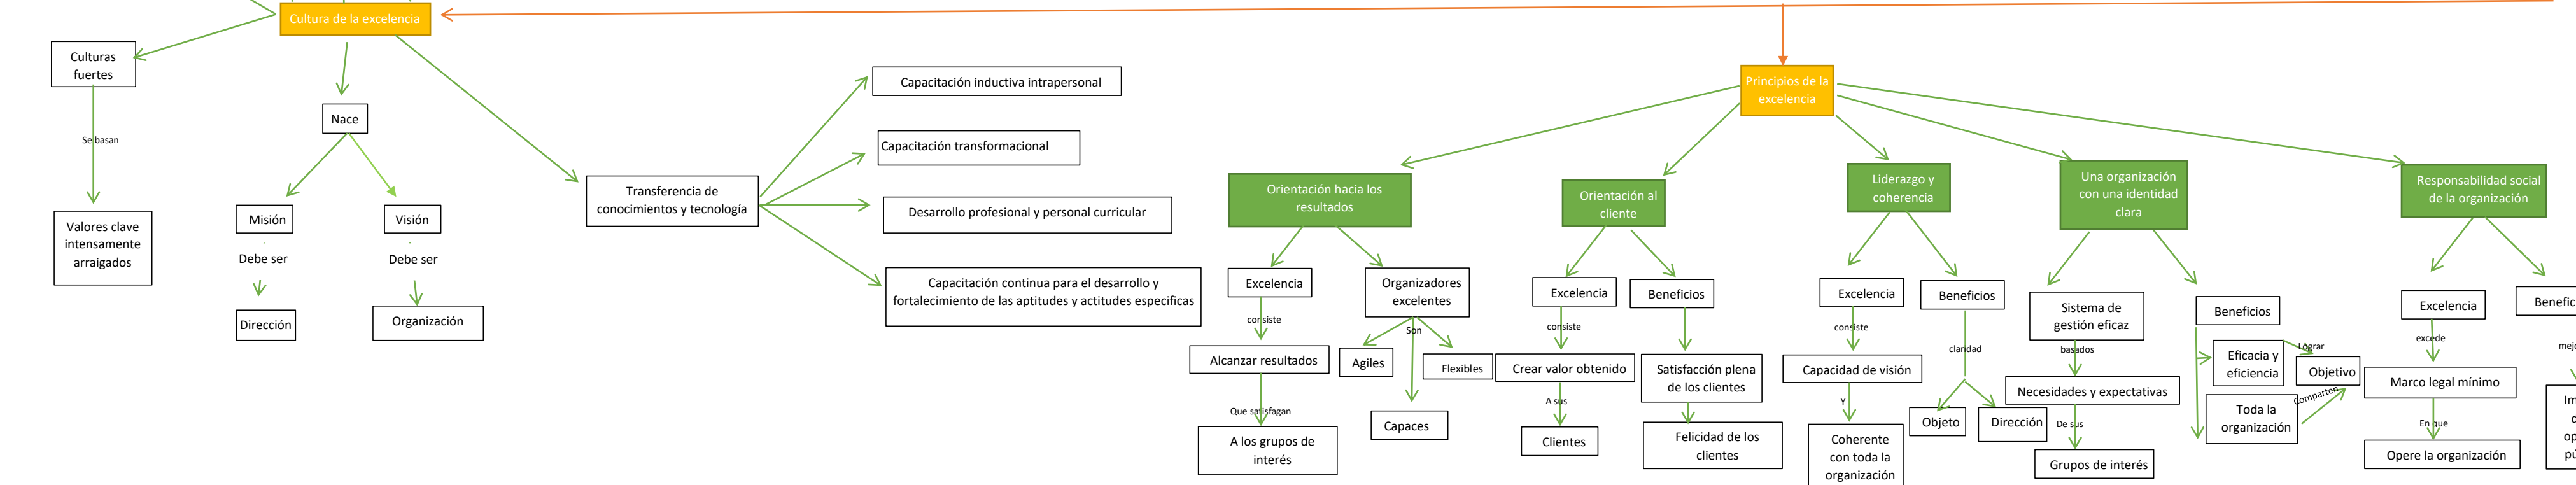 Cultura de la excelencia
Culturas
fuertes
Se basan
Valores clave
intensamente
arraigados
Nace
Misión
Debe ser
Dirección
Visión
Debe ser
Organización
Transferencia de
conocimientos y tecnología
Capacitación inductiva intrapersonal
Capacitación transformacional
Desarrollo profesional y personal curricular
Capacitación continua para el desarrollo y
fortalecimiento de las aptitudes y actitudes especificas
Principios de la
excelencia
Orientación hacia los
resultados
Excelencia
consiste
Alcanzar resultados
Que satisfagan
A los grupos de
interés
Organizadores
excelentes
Son
Agiles
Capaces
Flexibles
Orientación al
cliente
Excelencia
consiste
Crear valor obtenido
A sus
Clientes
Beneficios
Satisfacción plena
de los clientes
Felicidad de los
clientes
Liderazgo y
coherencia
Excelencia
consiste
Capacidad de visión
Y
Coherente
con toda la
organización
Beneficios
claridad
Objeto
Dirección
Una organización
con una identidad
clara
Sistema de
gestión eficaz
basados
Necesidades y expectativas
De sus
Grupos de interés
Beneficios
Eficacia y
eficiencia
Lograr
Objetivo
Comparten
Toda la
organización
Responsabilidad social
de la organización
Excelencia
excede
Marco legal mínimo
En que
Opere la organización
Benefic
mejo
Im
op
pú